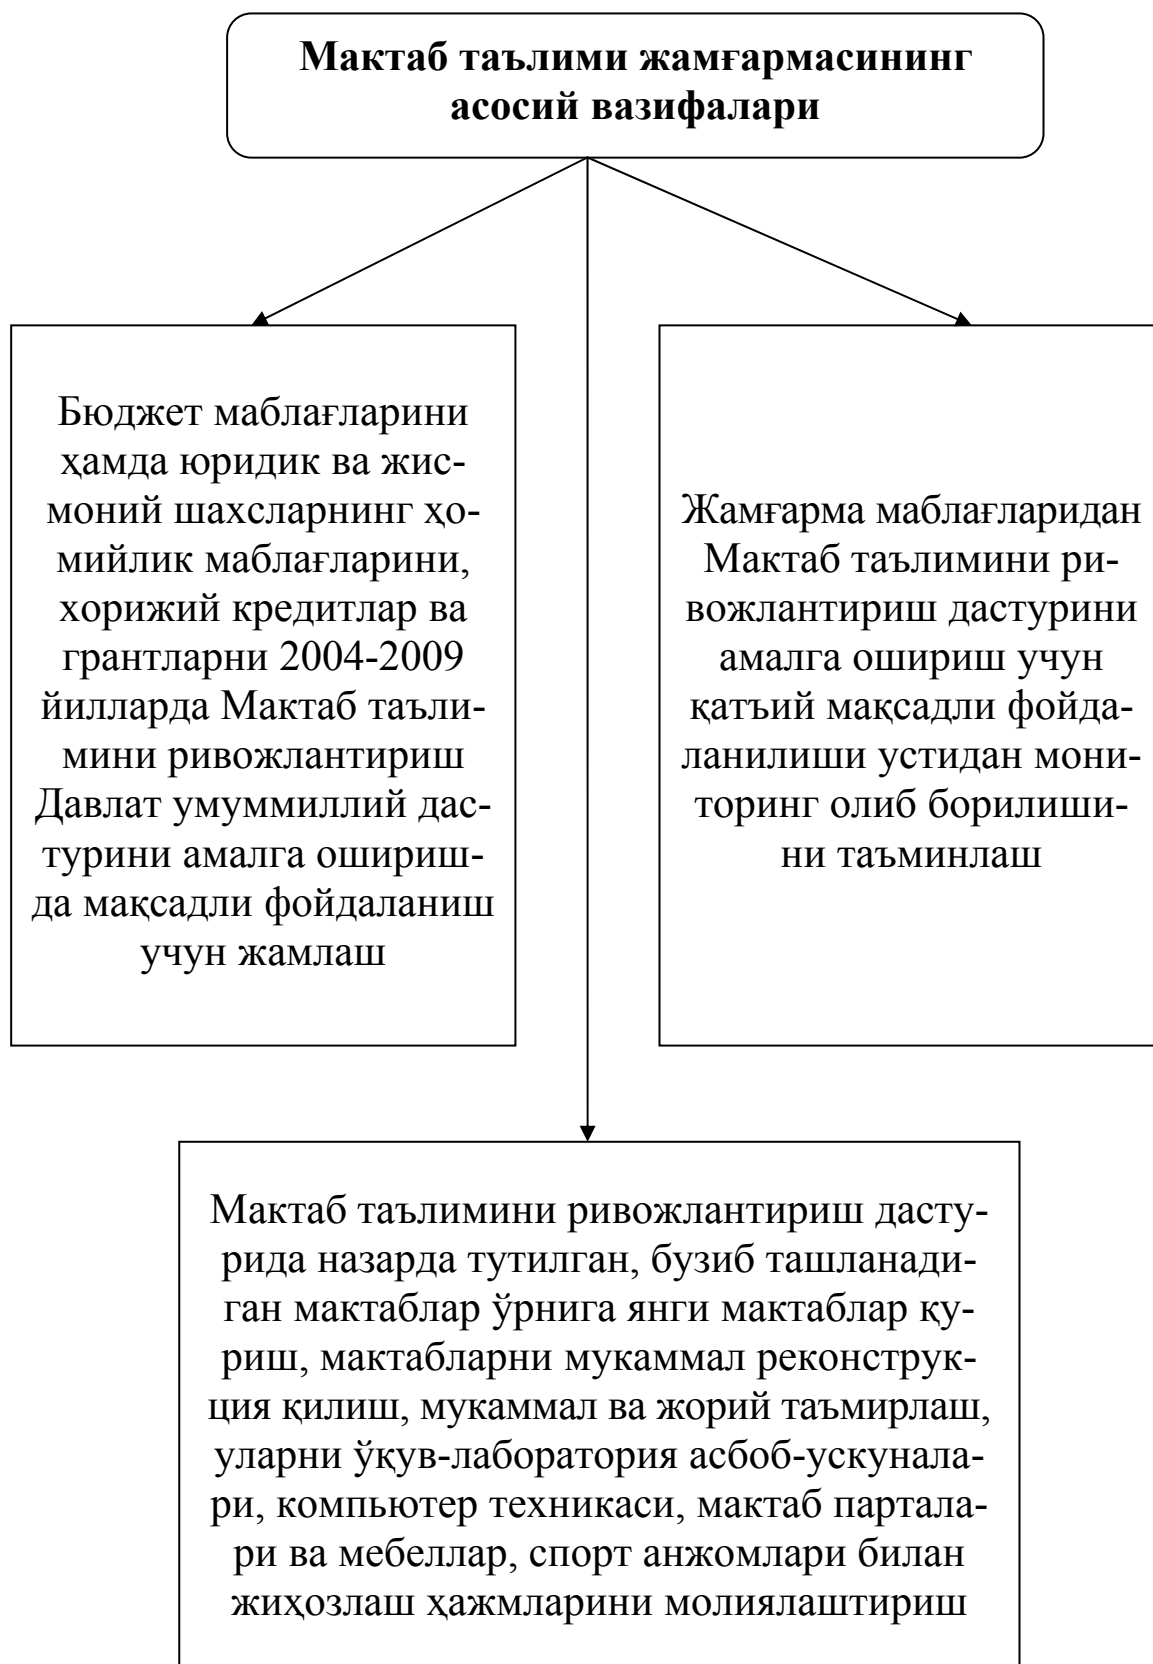 Мактаб таълими жамғармасининг
асосий вазифалари
Бюджет маблағларини
ҳамда юридик ва жис-
моний шахсларнинг ҳо-
мийлик маблағларини,
хорижий кредитлар ва
грантларни 2004-2009
йилларда Мактаб таъли-
мини ривожлантириш
Давлат умуммиллий дас-
турини амалга ошириш-
да мақсадли фойдаланиш
учун жамлаш
Жамғарма маблағларидан
Мактаб таълимини ри-
вожлантириш дастурини
амалга ошириш учун
қатъий мақсадли фойда-
ланилиши устидан мони-
торинг олиб борилиши-
ни таъминлаш
Мактаб таълимини ривожлантириш дасту-
рида назарда тутилган, бузиб ташланади-
ган мактаблар ўрнига янги мактаблар қу-
риш, мактабларни мукаммал реконструк-
ция қилиш, мукаммал ва жорий таъмирлаш,
уларни ўқув-лаборатория асбоб-ускунала-
ри, компьютер техникаси, мактаб партала-
ри ва мебеллар, спорт анжомлари билан
жиҳозлаш ҳажмларини молиялаштириш